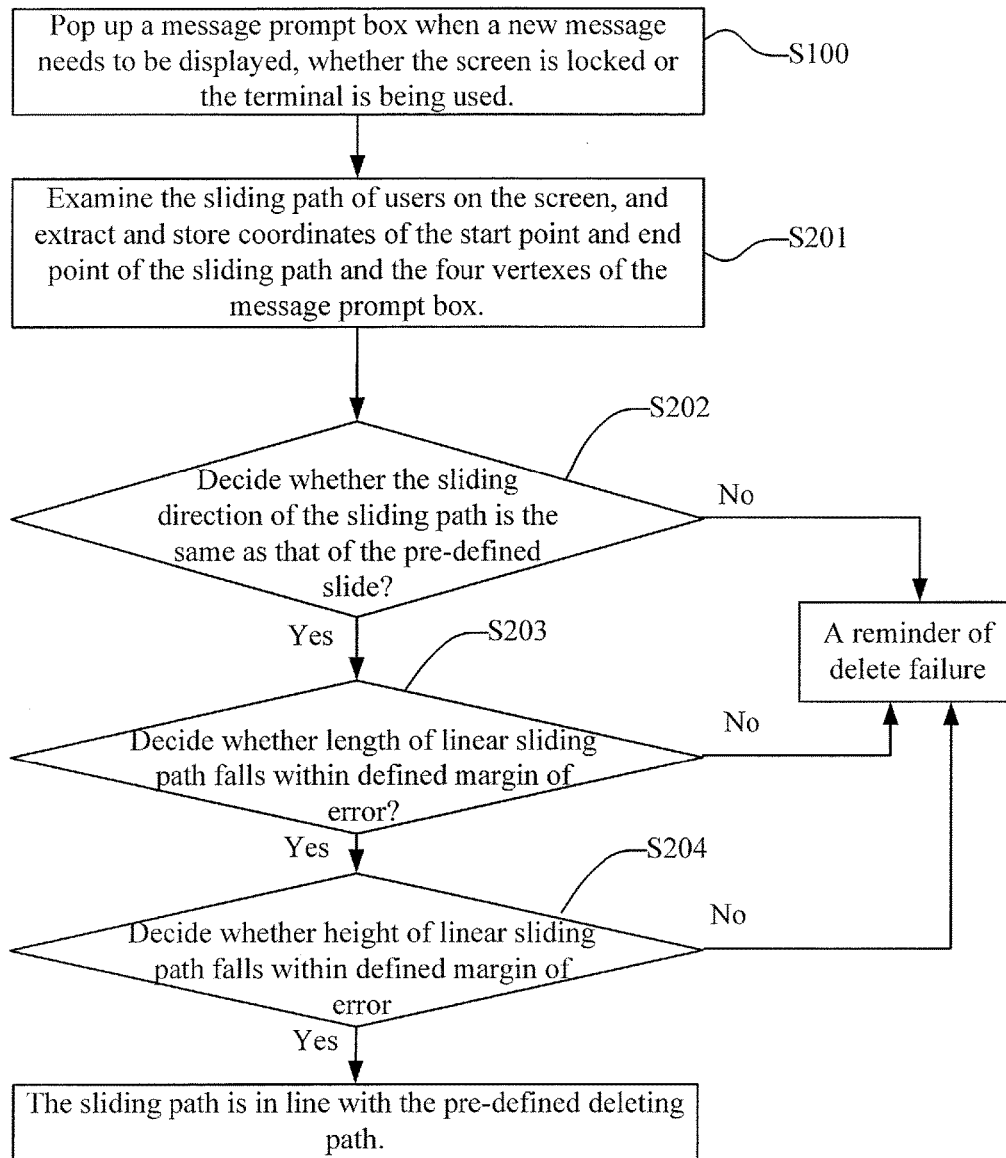 Pop up a message prompt box when a new message
needs to be displayed, whether the screen is locked or
the terminal is being used.
S100
Examine the sliding path of users on the screen, and
extract and store coordinates of the start point and end
point of the sliding path and the four vertexes of the
message prompt box.
S201
S202
Decide whether the sliding
direction of the sliding path is the
same as that of the pre-defined
slide?
No
Yes
A reminder of
delete failure
S203
Decide whether length of linear sliding
path falls within defined margin of
error?
No
Yes
S204
Decide whether height of linear sliding
path falls within defined margin of
error
No
Yes
The sliding path is in line with the pre-defined deleting
path.